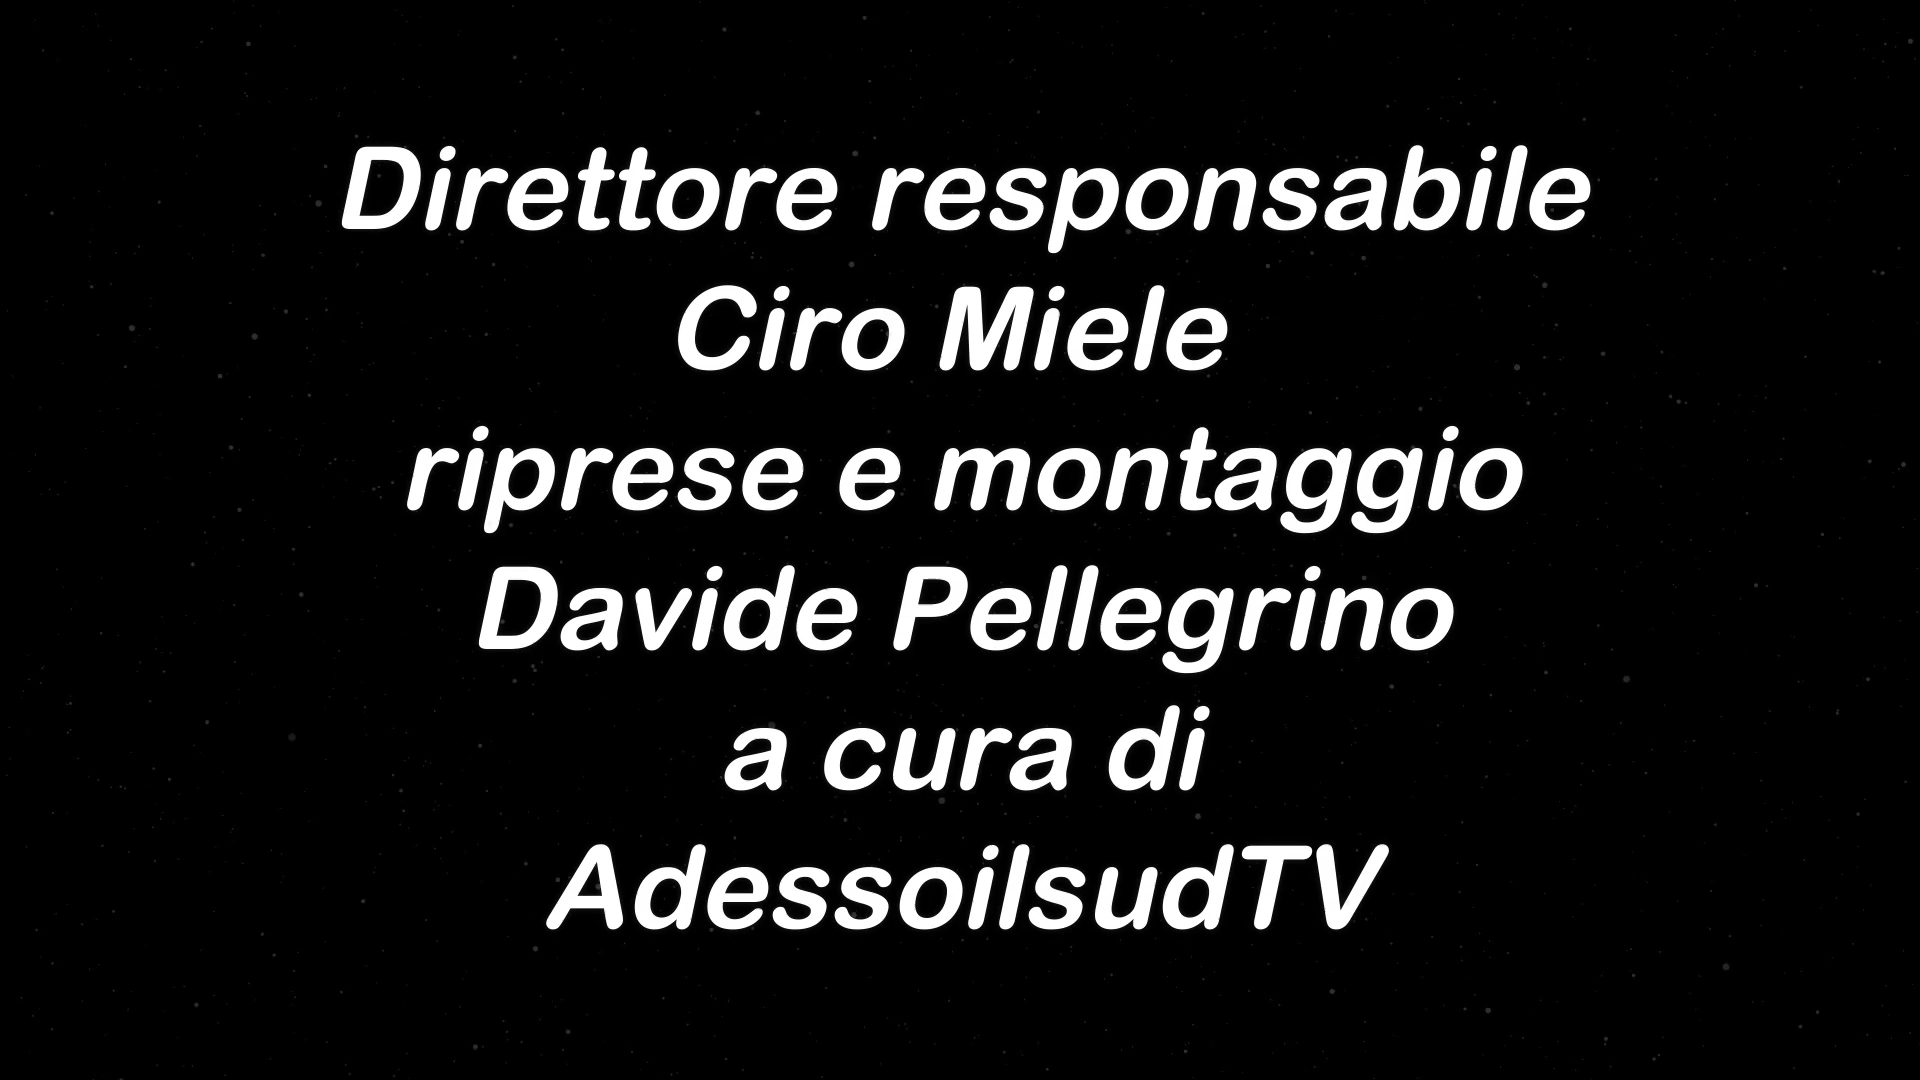 Direttore responsabile
Ciro Miele
riprese e montaggio
Davide Pellegrino
a cura di
AdessoilsudTV